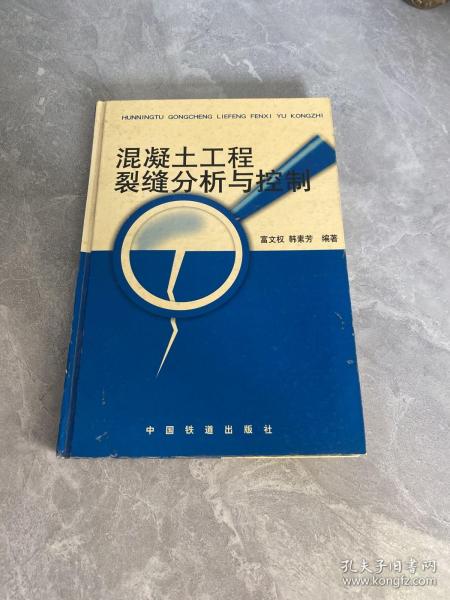 HUNNINGTU GONGCHENG LIEFENG FENXI YU KONGZHI
混凝土工程
裂缝分析与控制
富文权 韩素芳 编著
中国铁道出版社
孔夫子旧书网
www.kongfz.com